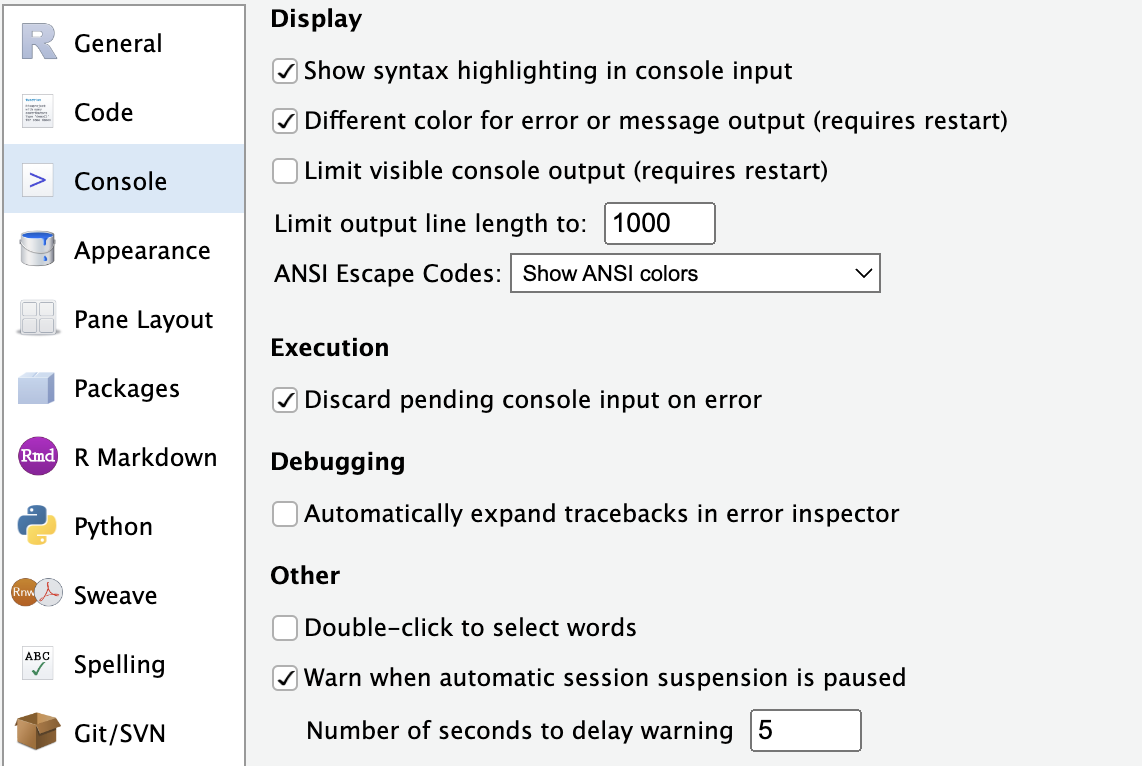 General
Code
Console
Appearance
Pane Layout
Packages
Rmd
R Markdown
Python
Rnw
Sweave
ABC
Spelling
Git/SVN
Display
Show syntax highlighting in console input
Different color for error or message output (requires restart)
Limit visible console output (requires restart)
Limit output line length to: 1000
ANSI Escape Codes: Show ANSI colors
Execution
Discard pending console input on error
Debugging
Automatically expand tracebacks in error inspector
Other
Double-click to select words
Warn when automatic session suspension is paused
Number of seconds to delay warning 5